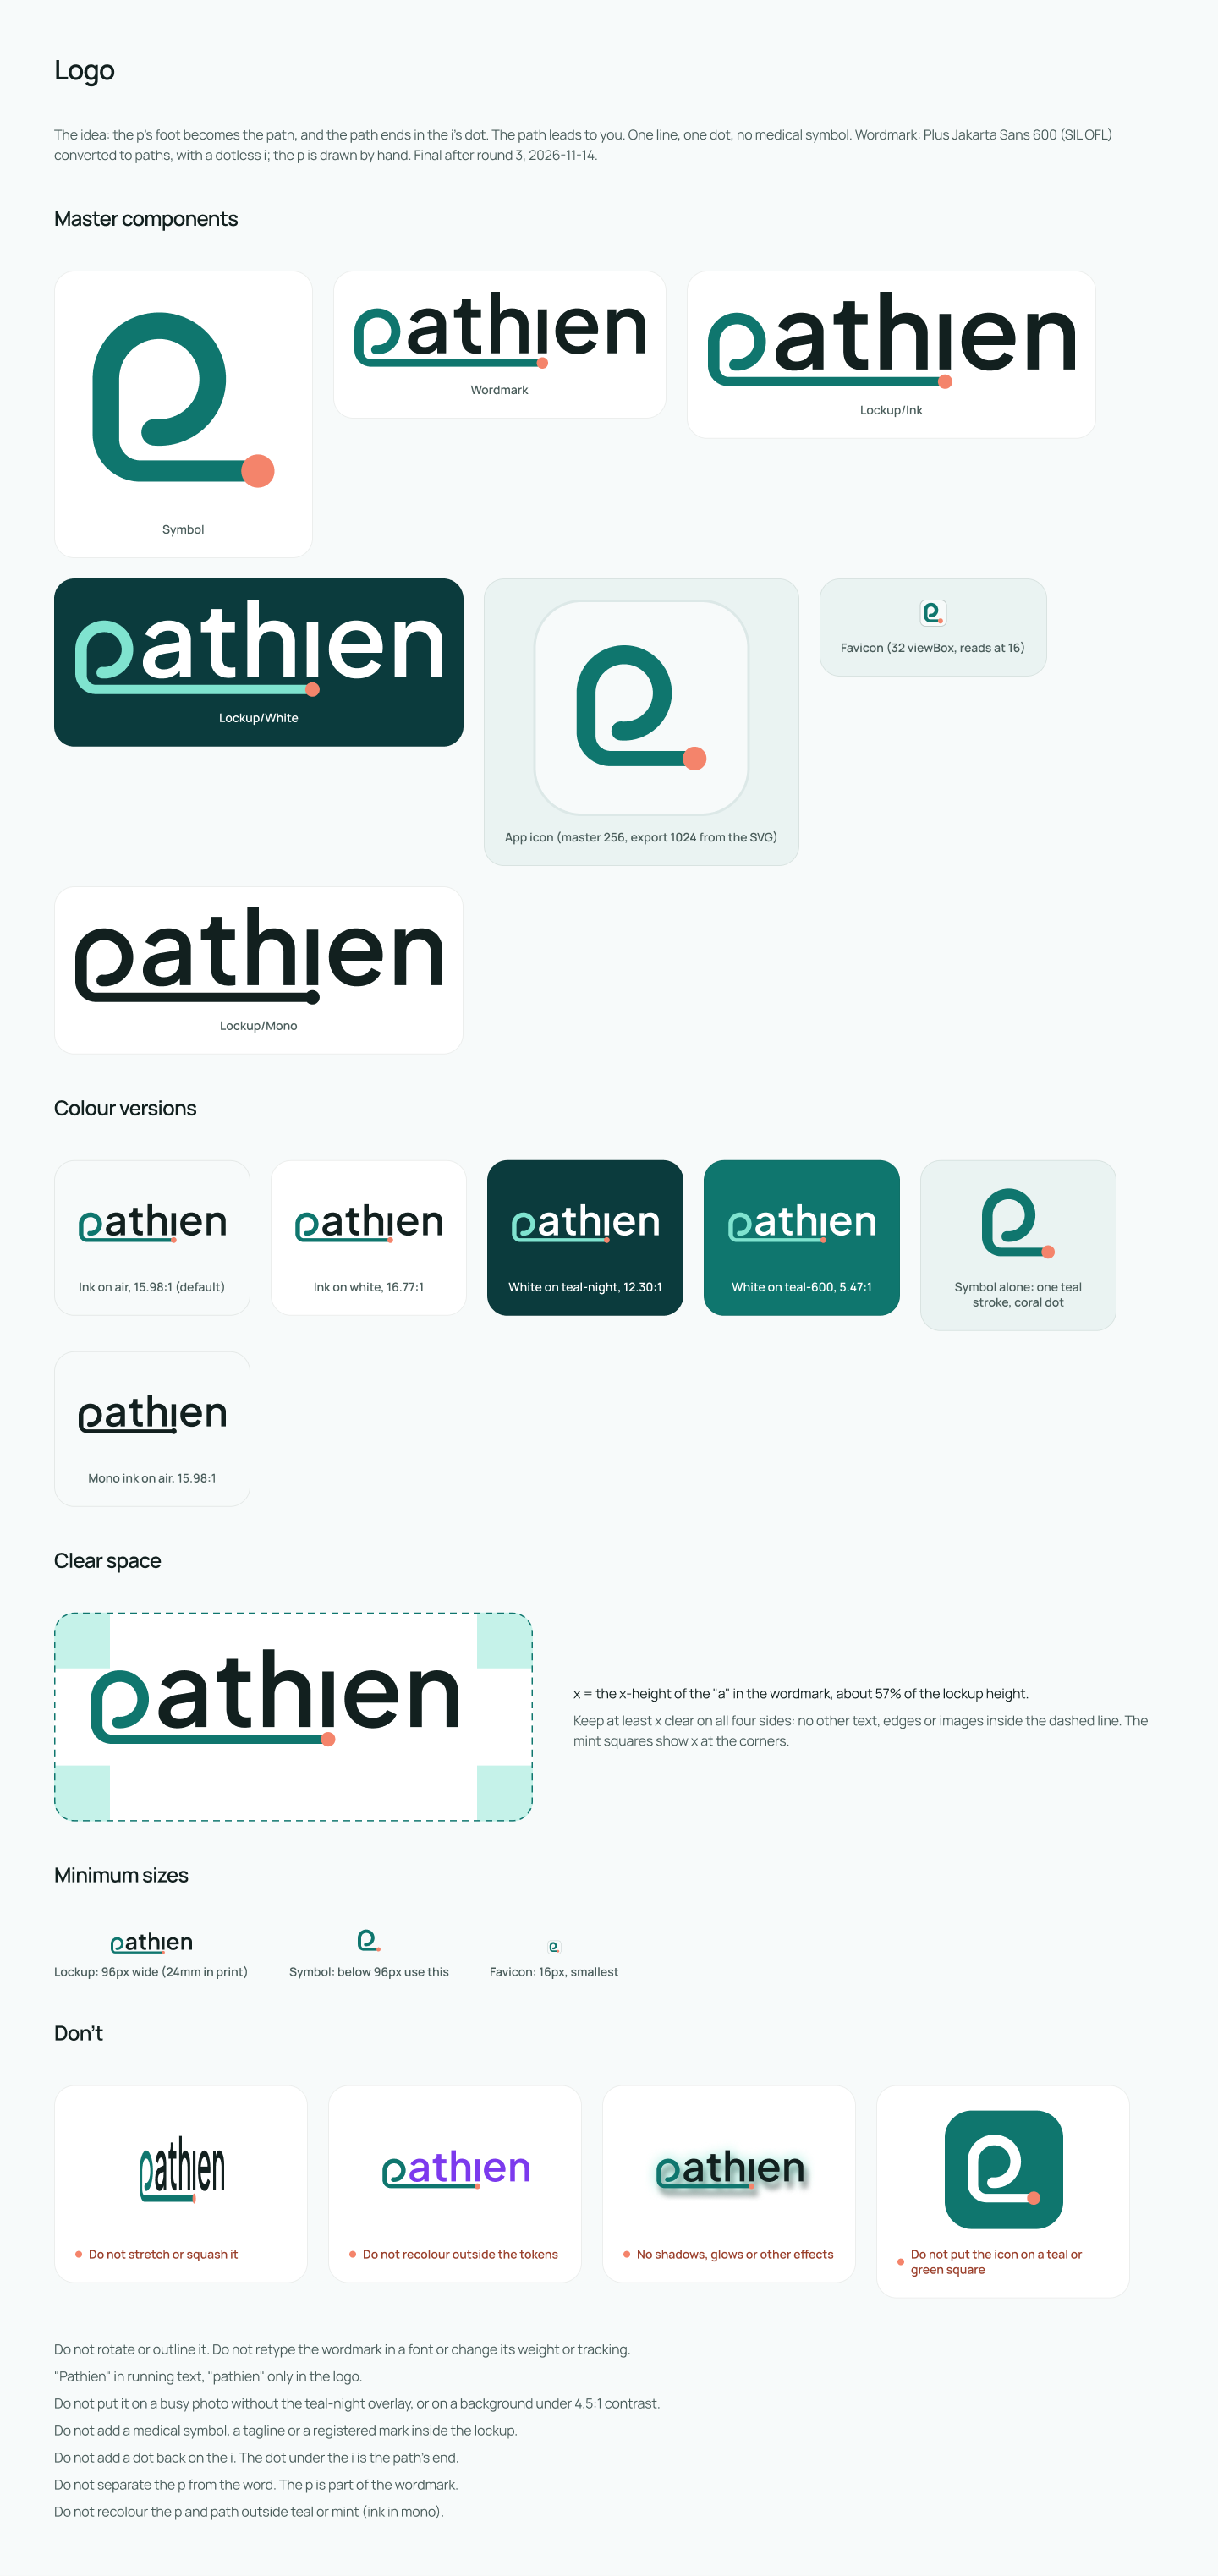 Logo
The idea: the p's foot becomes the path, and the path ends in the i's dot. The path leads to you. One line, one dot, no medical symbol. Wordmark: Plus Jakarta Sans 600 (SIL OFL)
converted to paths, with a dotless i; the p is drawn by hand. Final after round 3, 2026-11-14.
Master components
Symbol
pathıen
Wordmark
pathıen
Lockup/Ink
pathıen
Lockup/White
App icon (master 256, export 1024 from the SVG)
Favicon (32 viewBox, reads at 16)
pathıen
Lockup/Mono
Colour versions
pathıen
Ink on air, 15.98:1 (default)
pathıen
Ink on white, 16.77:1
pathıen
White on teal-night, 12.30:1
pathıen
White on teal-600, 5.47:1
Symbol alone: one teal
stroke, coral dot
pathıen
Mono ink on air, 15.98:1
Clear space
pathıen
x = the x-height of the "a" in the wordmark, about 57% of the lockup height.
Keep at least x clear on all four sides: no other text, edges or images inside the dashed line. The
mint squares show x at the corners.
Minimum sizes
pathıen
Lockup: 96px wide (24mm in print)
Symbol: below 96px use this
Favicon: 16px, smallest
Don't
pathıen
Do not stretch or squash it
pathıen
Do not recolour outside the tokens
pathıen
No shadows, glows or other effects
Do not put the icon on a teal or
green square
Do not rotate or outline it. Do not retype the wordmark in a font or change its weight or tracking.
"Pathien" in running text, "pathien" only in the logo.
Do not put it on a busy photo without the teal-night overlay, or on a background under 4.5:1 contrast.
Do not add a medical symbol, a tagline or a registered mark inside the lockup.
Do not add a dot back on the i. The dot under the i is the path's end.
Do not separate the p from the word. The p is part of the wordmark.
Do not recolour the p and path outside teal or mint (ink in mono).